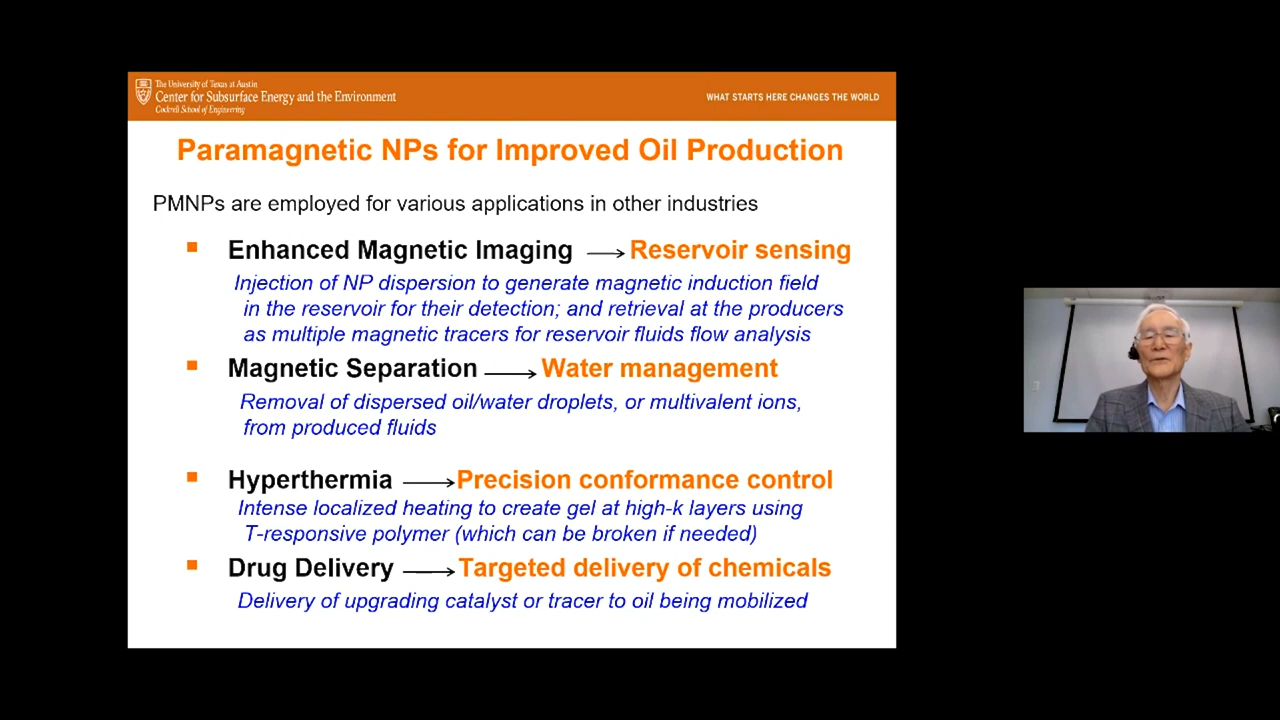 The University of Texas at Austin
Center for Subsurface Energy and the Environment
Cockrell School of Engineering
WHAT STARTS HERE CHANGES THE WORLD
Paramagnetic NPs for Improved Oil Production
PMNPs are employed for various applications in other industries
Enhanced Magnetic Imaging → Reservoir sensing
Injection of NP dispersion to generate magnetic induction field
in the reservoir for their detection; and retrieval at the producers
as multiple magnetic tracers for reservoir fluids flow analysis
Magnetic Separation → Water management
Removal of dispersed oil/water droplets, or multivalent ions,
from produced fluids
Hyperthermia → Precision conformance control
Intense localized heating to create gel at high-k layers using
T-responsive polymer (which can be broken if needed)
Drug Delivery → Targeted delivery of chemicals
Delivery of upgrading catalyst or tracer to oil being mobilized